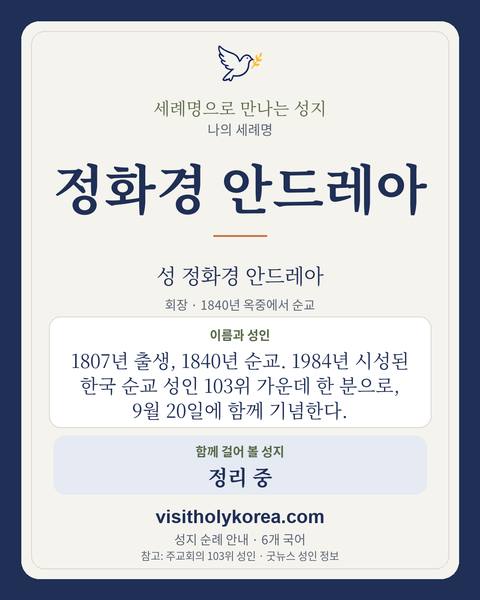 세례명으로 만나는 성지
나의 세례명
정화경 안드레아
성 정화경 안드레아
회장 · 1840년 옥중에서 순교
이름과 성인
1807년 출생, 1840년 순교. 1984년 시성된
한국 순교 성인 103위 가운데 한 분으로,
9월 20일에 함께 기념한다.
함께 걸어 볼 성지
정리 중
visitholykorea.com
성지 순례 안내 · 6개 국어
참고: 주교회의 103위 성인 · 굿뉴스 성인 정보